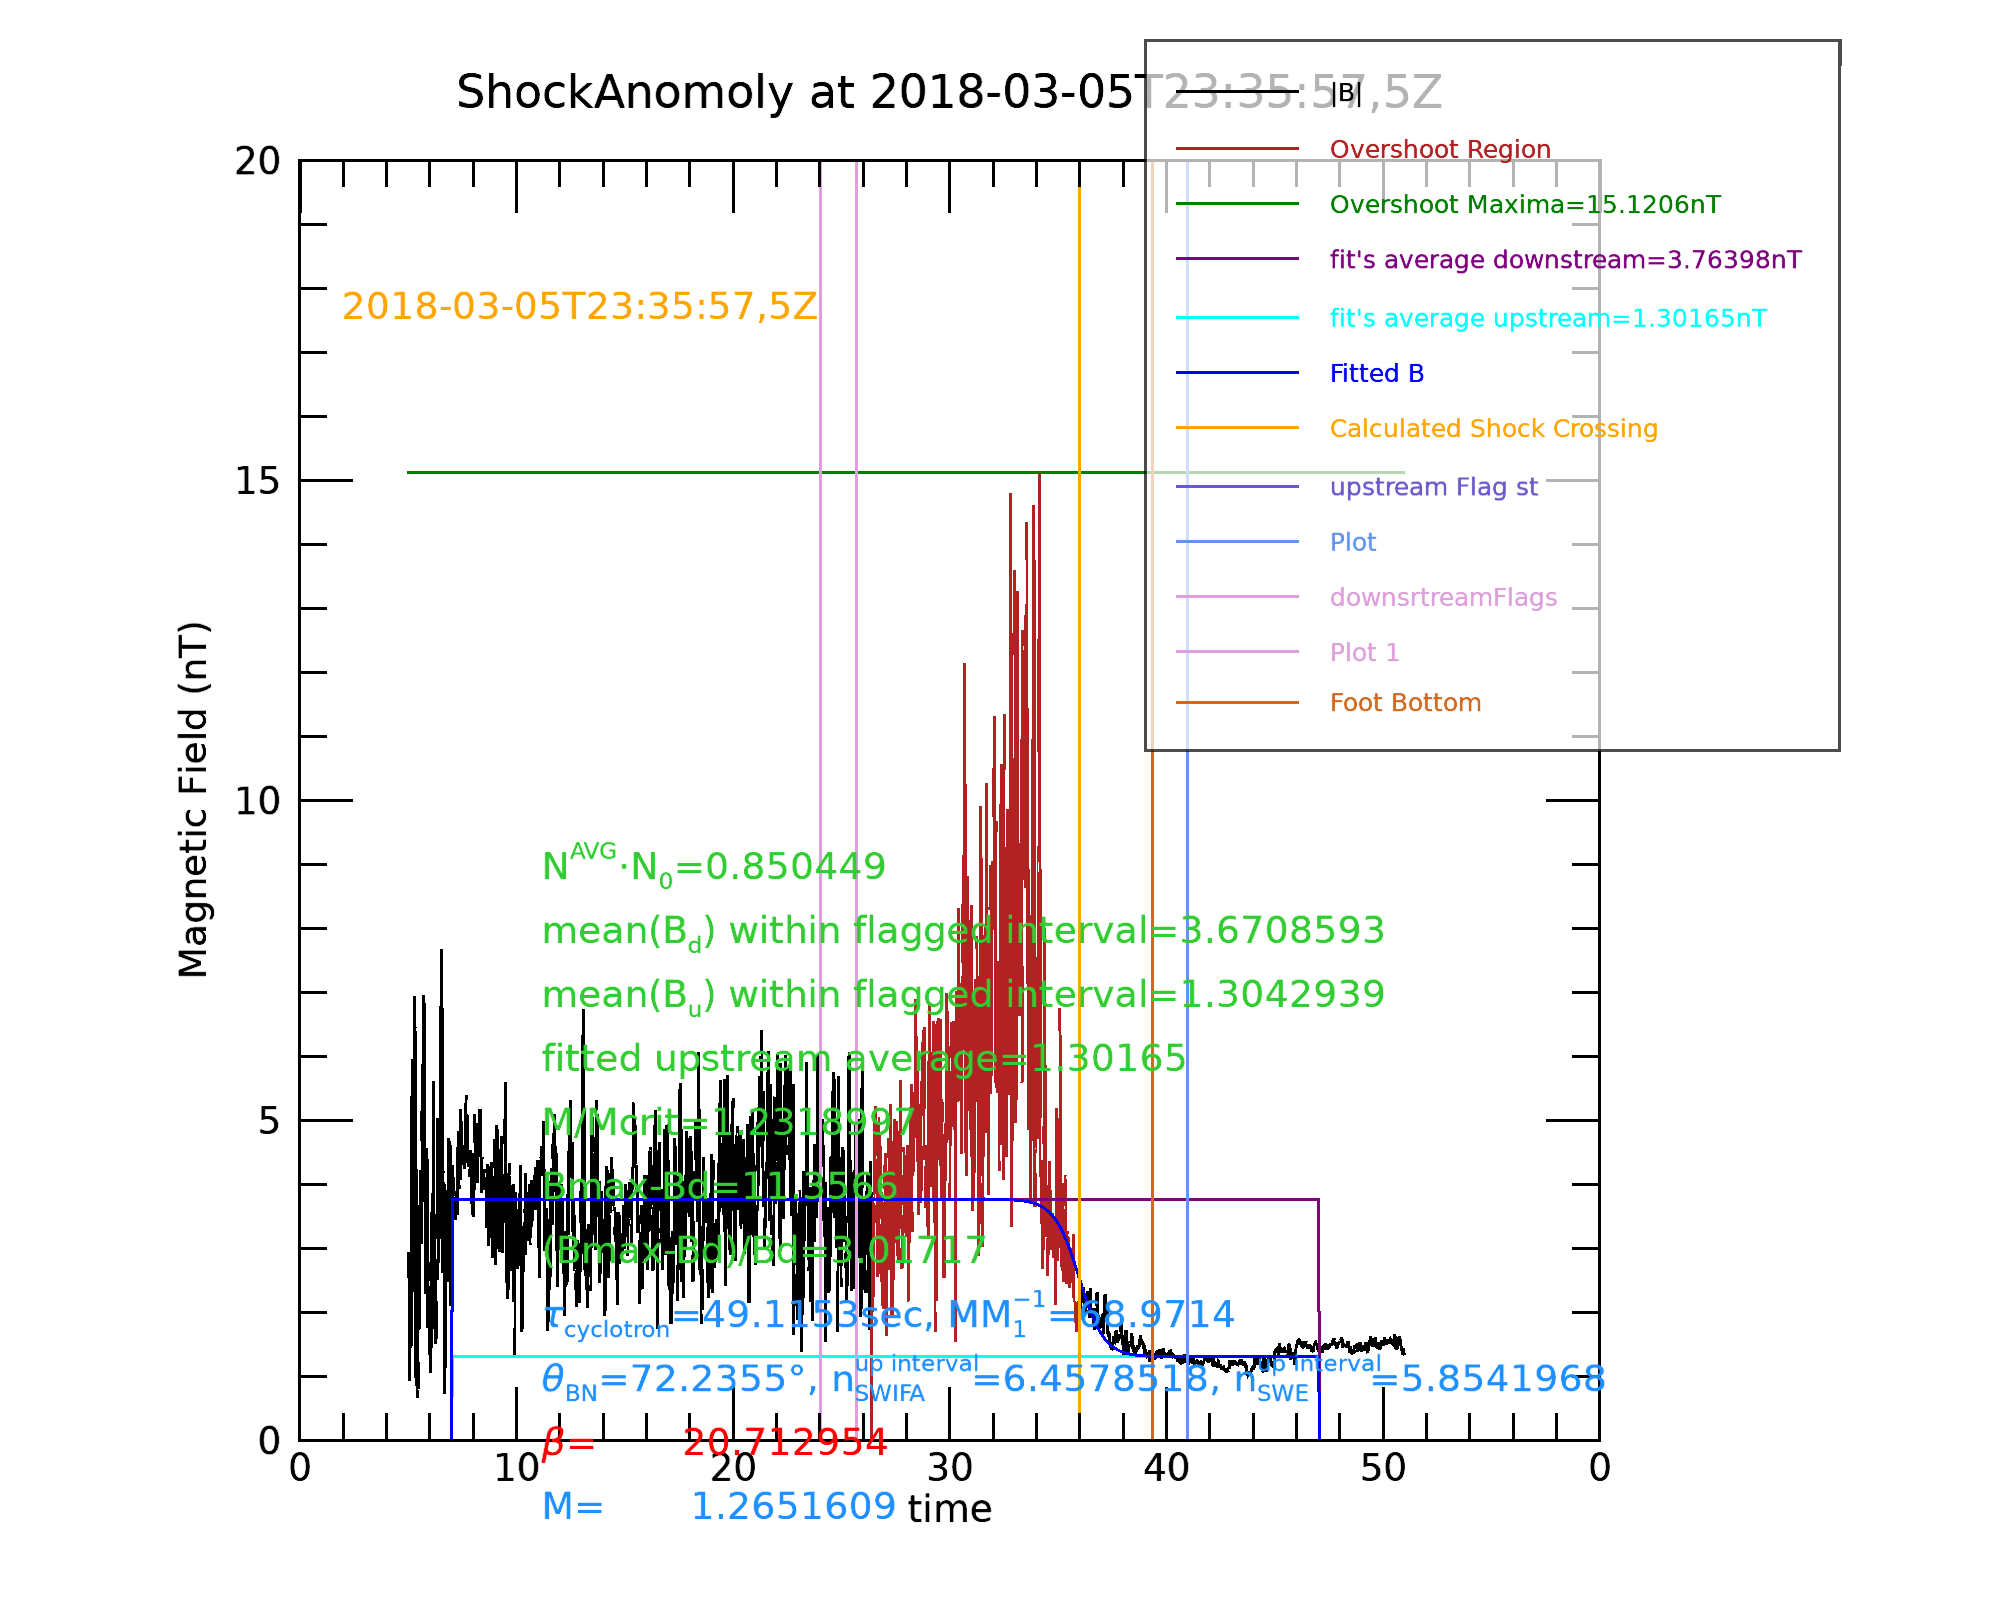 ShockAnomoly at 2018-03-05T23:35:57,5Z
|B|
Overshoot Region
Overshoot Maxima=15.1206nT
fit's average downstream=3.76398nT
fit's average upstream=1.30165nT
Fitted B
Calculated Shock Crossing
upstream Flag st
Plot
downsrtreamFlags
Plot 1
Foot Bottom
2018-03-05T23:35:57,5Z
Magnetic Field (nT)
20
15
10
5
0
N^AVG·N_0=0.850449
mean(B_d) within flagged interval=3.6708593
mean(B_u) within flagged interval=1.3042939
fitted upstream average=1.30165
M/Mcrit=1.2318997
Bmax-Bd=11.3566
(Bmax-Bd)/Bd=3.01717
τ_cyclotron=49.1153sec, MM_1^−1=68.9714
θ_BN=72.2355°, n_SWIFA^up interval=6.4578518, n_SWE^up interval=5.8541968
β= 20.712954
0 10 20 30 40 50 0
M= 1.2651609
time